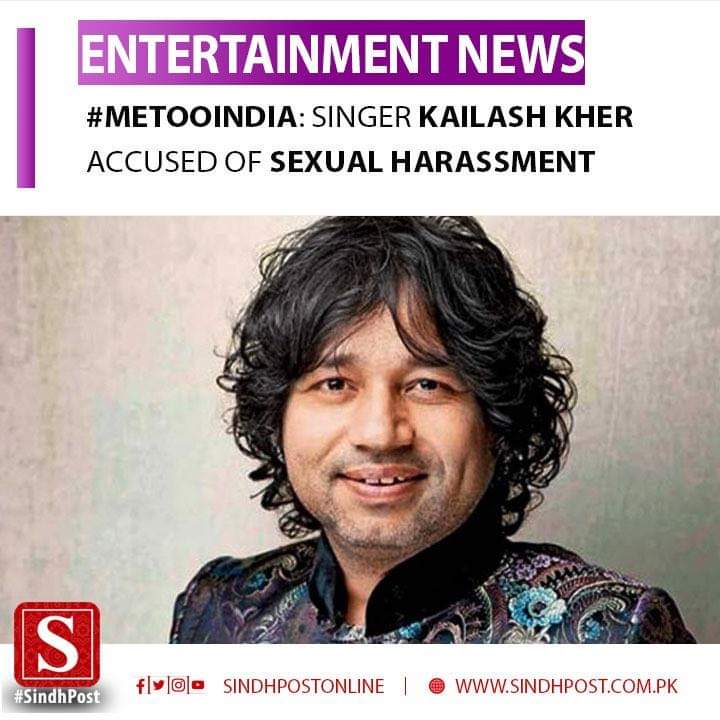 ENTERTAINMENT NEWS
#METOOINDIA: SINGER KAILASH KHER
ACCUSED OF SEXUAL HARASSMENT
S
#SindhPost
SINDHPOSTONLINE | WWW.SINDHPOST.COM.PK